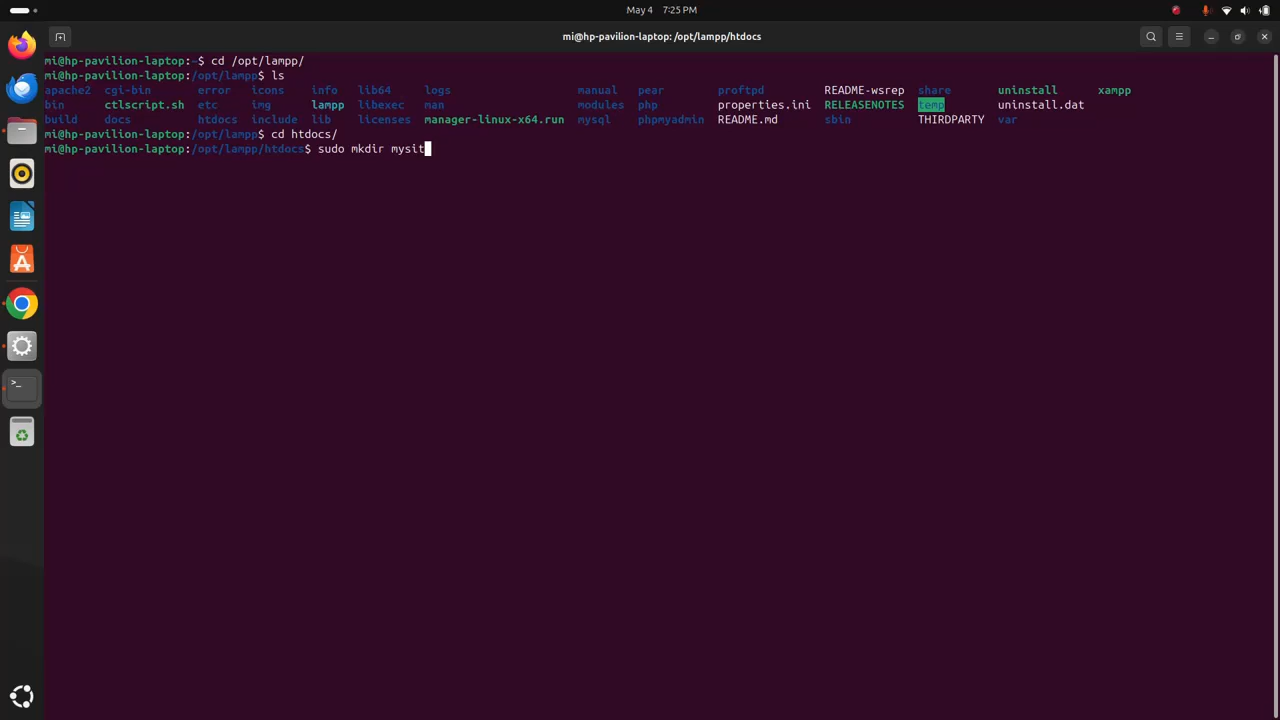 May 4 7:25 PM
mi@hp-pavilion-laptop: /opt/lampp/htdocs
mi@hp-pavilion-laptop:~$ cd /opt/lampp/
mi@hp-pavilion-laptop:/opt/lampp$ ls
apache2 cgi-bin error icons info lib64 logs manual pear proftpd README-wsrep share uninstall xampp
bin ctlscript.sh etc img lampp libexec man modules php properties.ini RELEASENOTES temp uninstall.dat
build docs htdocs include lib licenses manager-linux-x64.run mysql phpmyadmin README.md sbin THIRDPARTY var
mi@hp-pavilion-laptop:/opt/lampp$ cd htdocs/
mi@hp-pavilion-laptop:/opt/lampp/htdocs$ sudo mkdir mysit